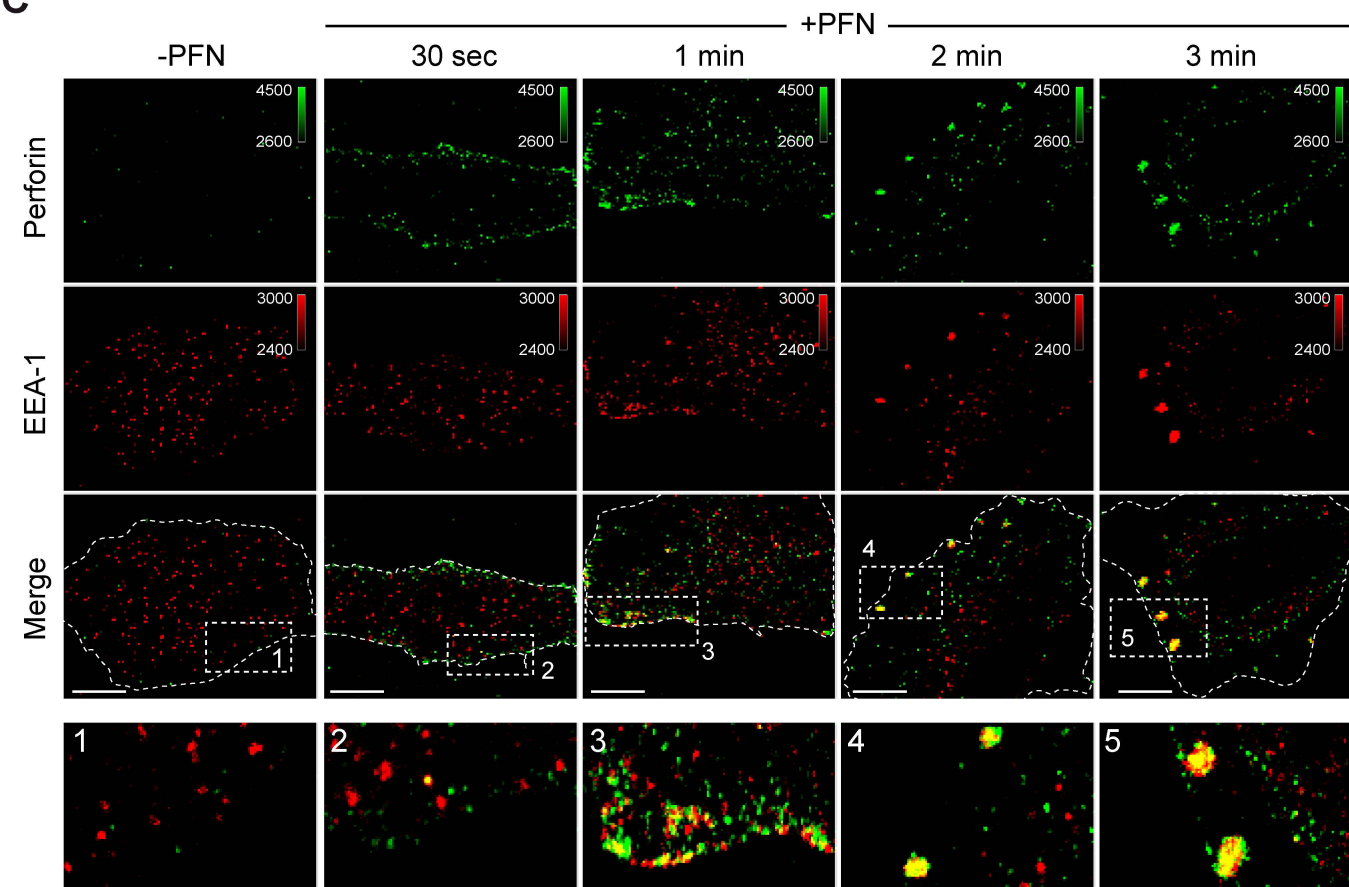 C
+PFN
-PFN 30 sec 1 min 2 min 3 min
Perforin
4500 4500 4500 4500 4500
2600 2600 2600 2600 2600
EEA-1
3000 3000 3000 3000 3000
2400 2400 2400 2400 2400
Merge
1 2 3 4 5
1 2 3 4 5